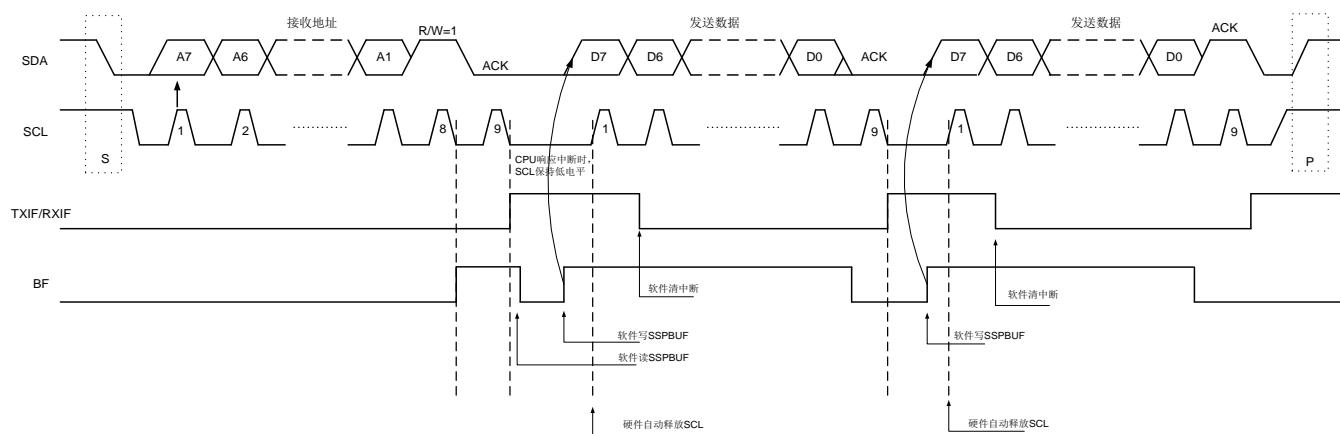 接收地址
发送数据
发送数据
R/W=1
ACK
SDA
A7
A6
A1
ACK
D7
D6
D0
ACK
D7
D6
D0
SCL
1
2
8
9
1
9
1
9
S
P
CPU响应中断时,
SCL保持低电平
TXIF/RXIF
BF
软件清中断
软件清中断
软件写SSPBUF
软件写SSPBUF
软件读SSPBUF
硬件自动释放SCL
硬件自动释放SCL